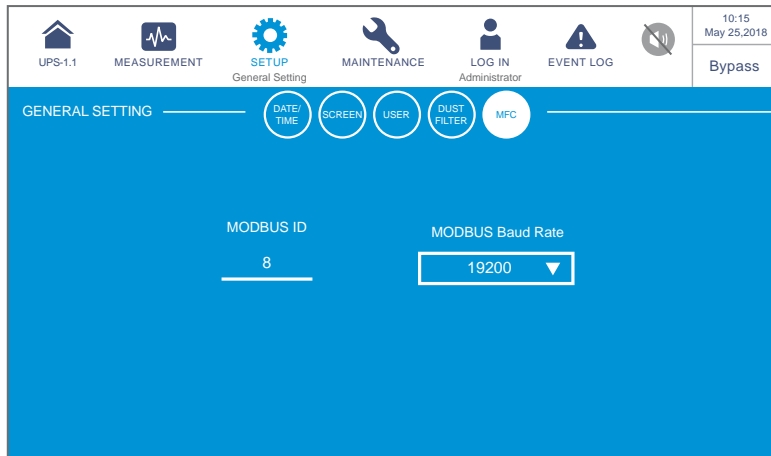 UPS-1.1
MEASUREMENT
SETUP
General Setting
MAINTENANCE
LOG IN
Administrator
EVENT LOG
10:15
May 25,2018
Bypass
GENERAL SETTING
DATE/
TIME
SCREEN
USER
DUST
FILTER
MFC
MODBUS ID
8
MODBUS Baud Rate
19200